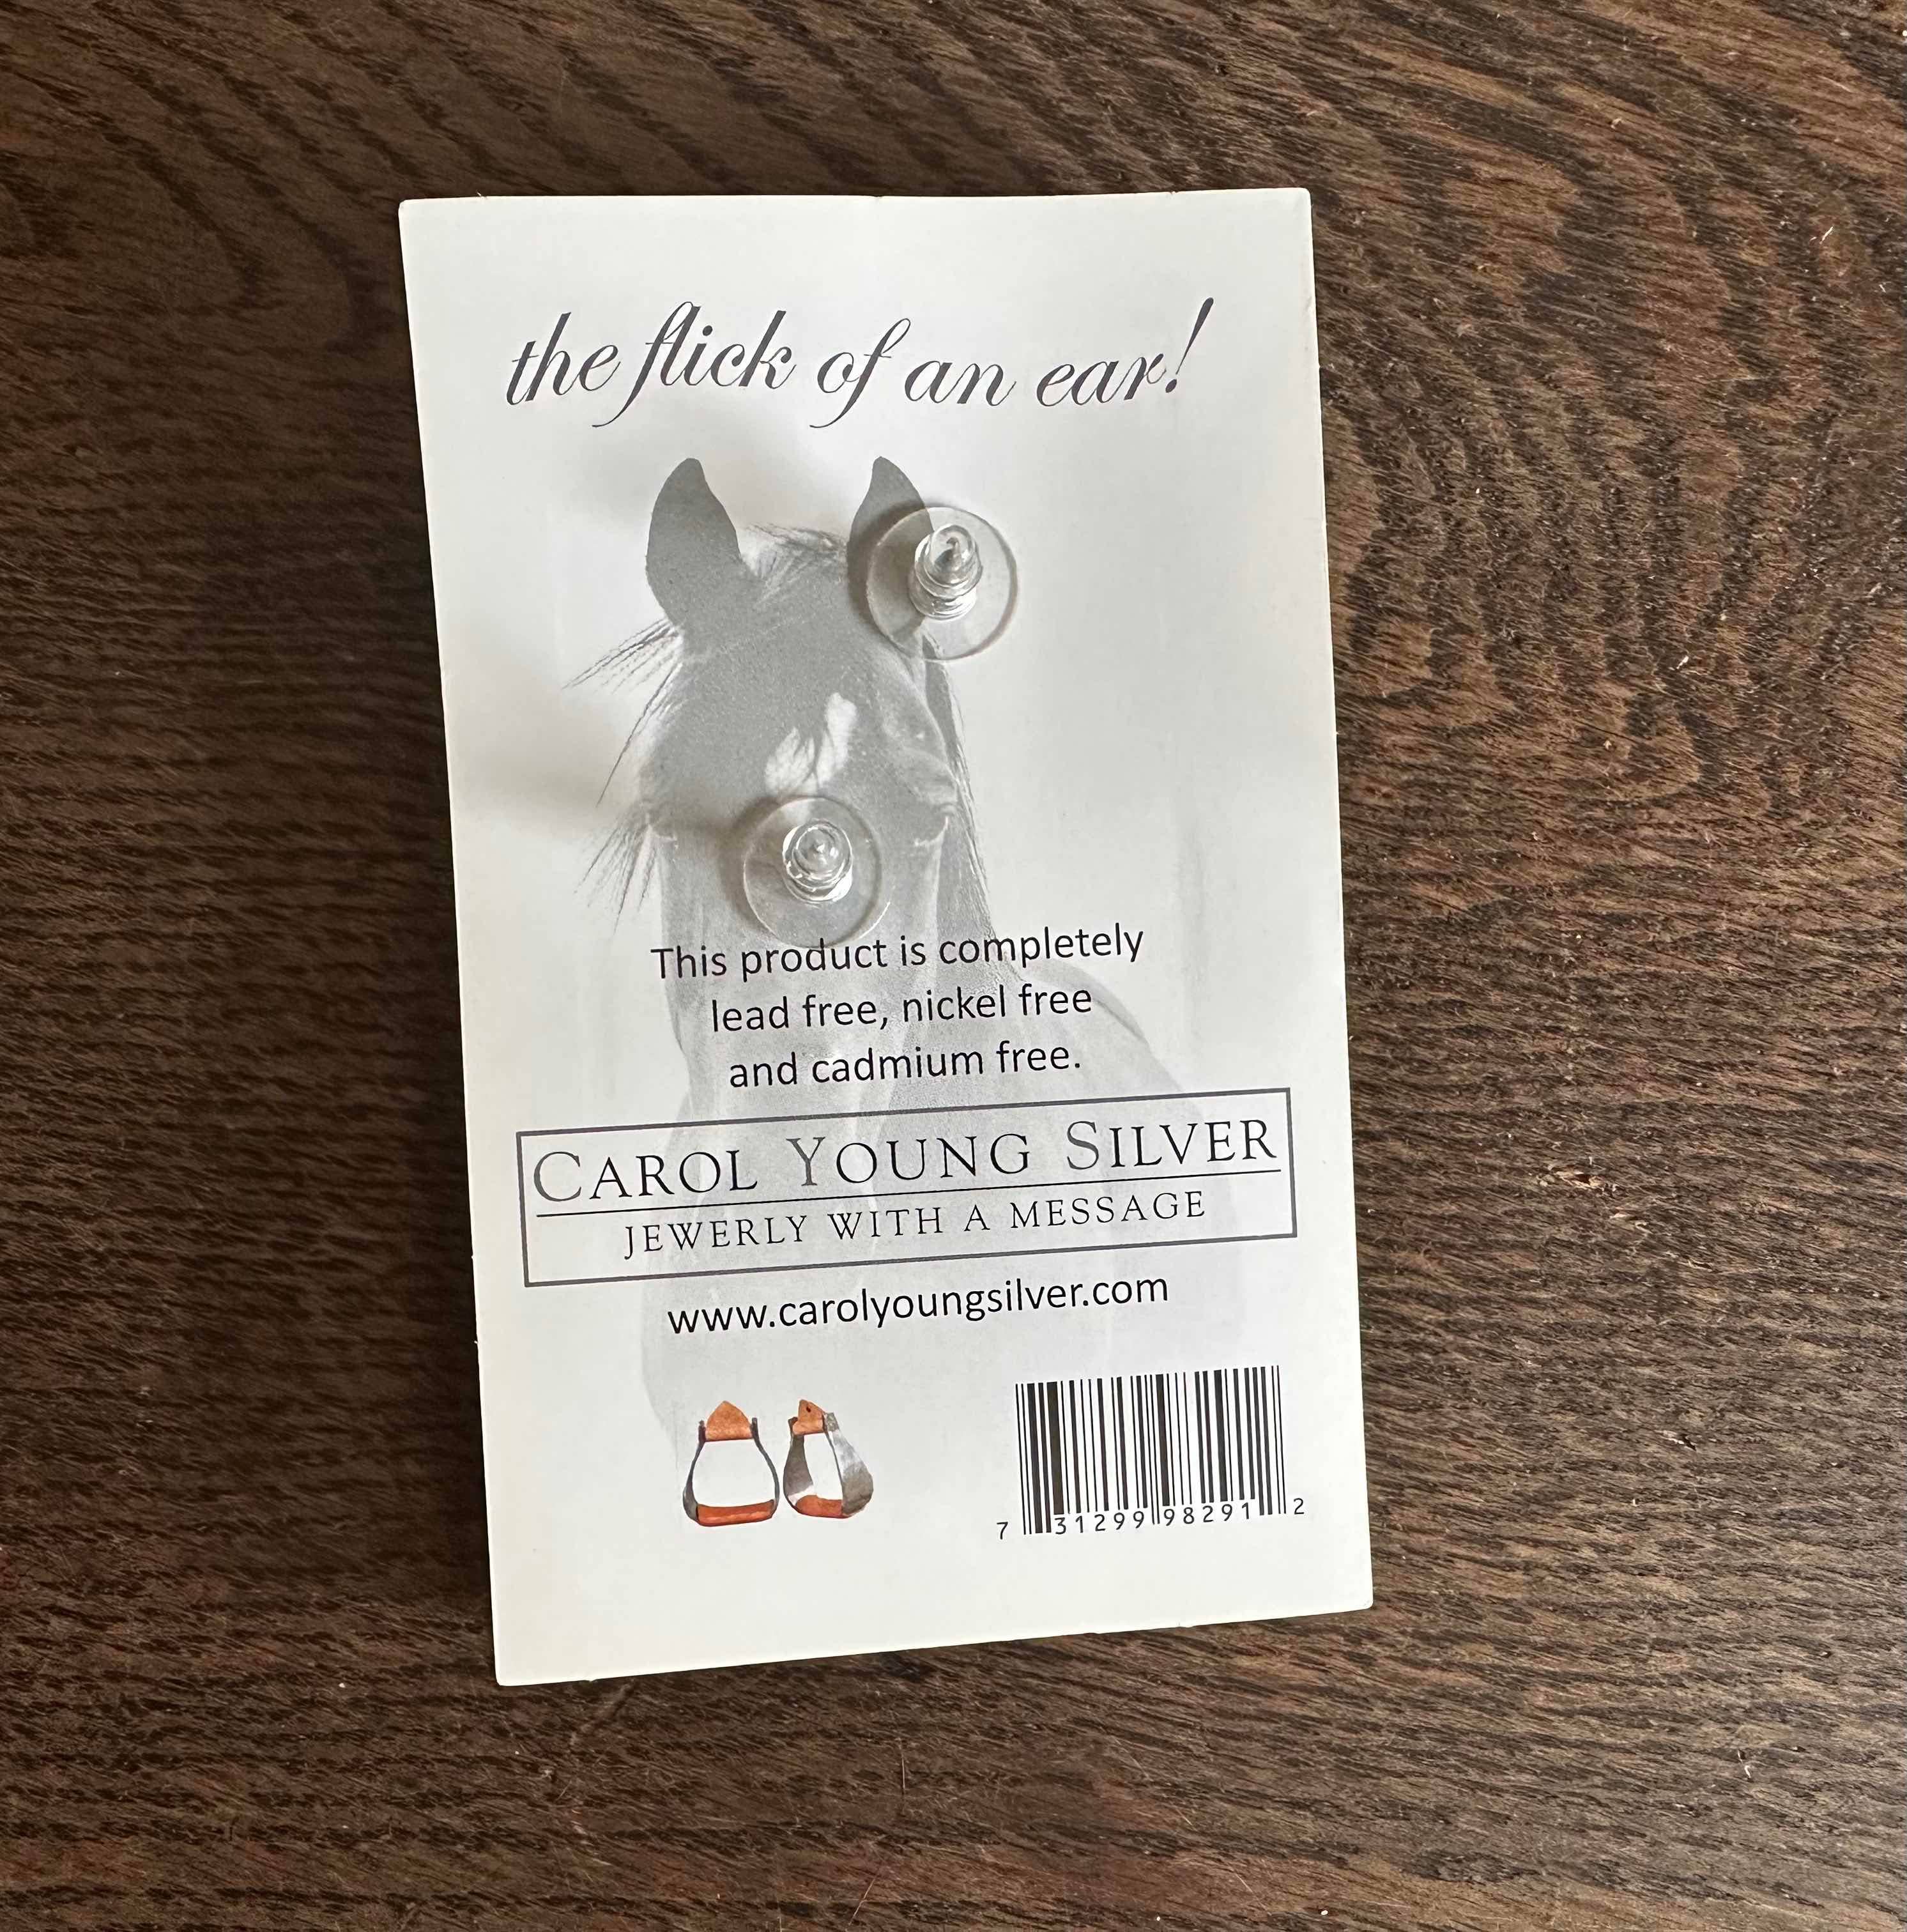 the flick of an ear!
This product is completely
lead free, nickel free
and cadmium free.
CAROL YOUNG SILVER
JEWERLY WITH A MESSAGE
www.carolyoungsilver.com
7 31299 98291 2